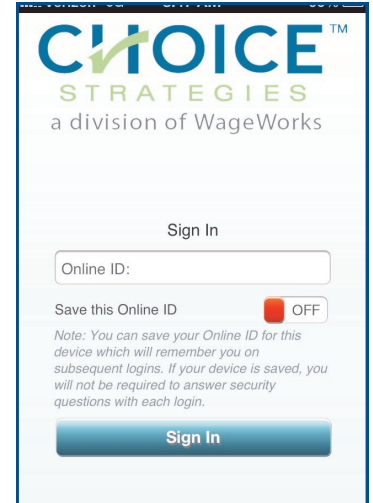 CHOICE™
STRATEGIES
a division of WageWorks
Sign In
Online ID:
Save this Online ID OFF
Note: You can save your Online ID for this
device which will remember you on
subsequent logins. If your device is saved, you
will not be required to answer security
questions with each login.
Sign In